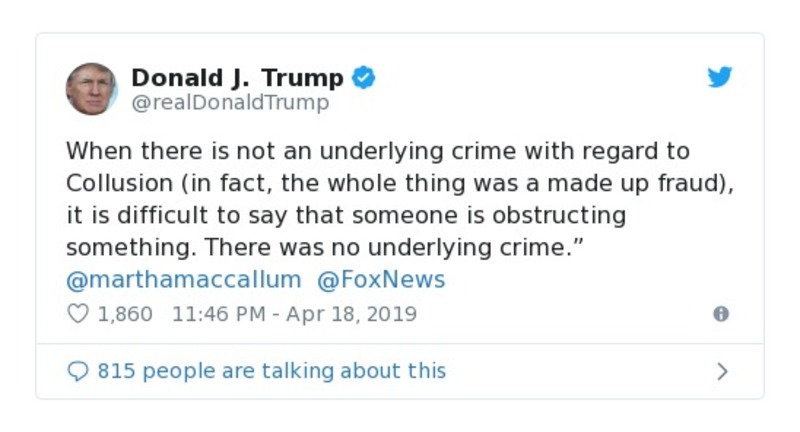 Donald J. Trump
@realDonaldTrump
When there is not an underlying crime with regard to
Collusion (in fact, the whole thing was a made up fraud),
it is difficult to say that someone is obstructing
something. There was no underlying crime.”
@marthamaccallum @FoxNews
1,860 11:46 PM - Apr 18, 2019
815 people are talking about this